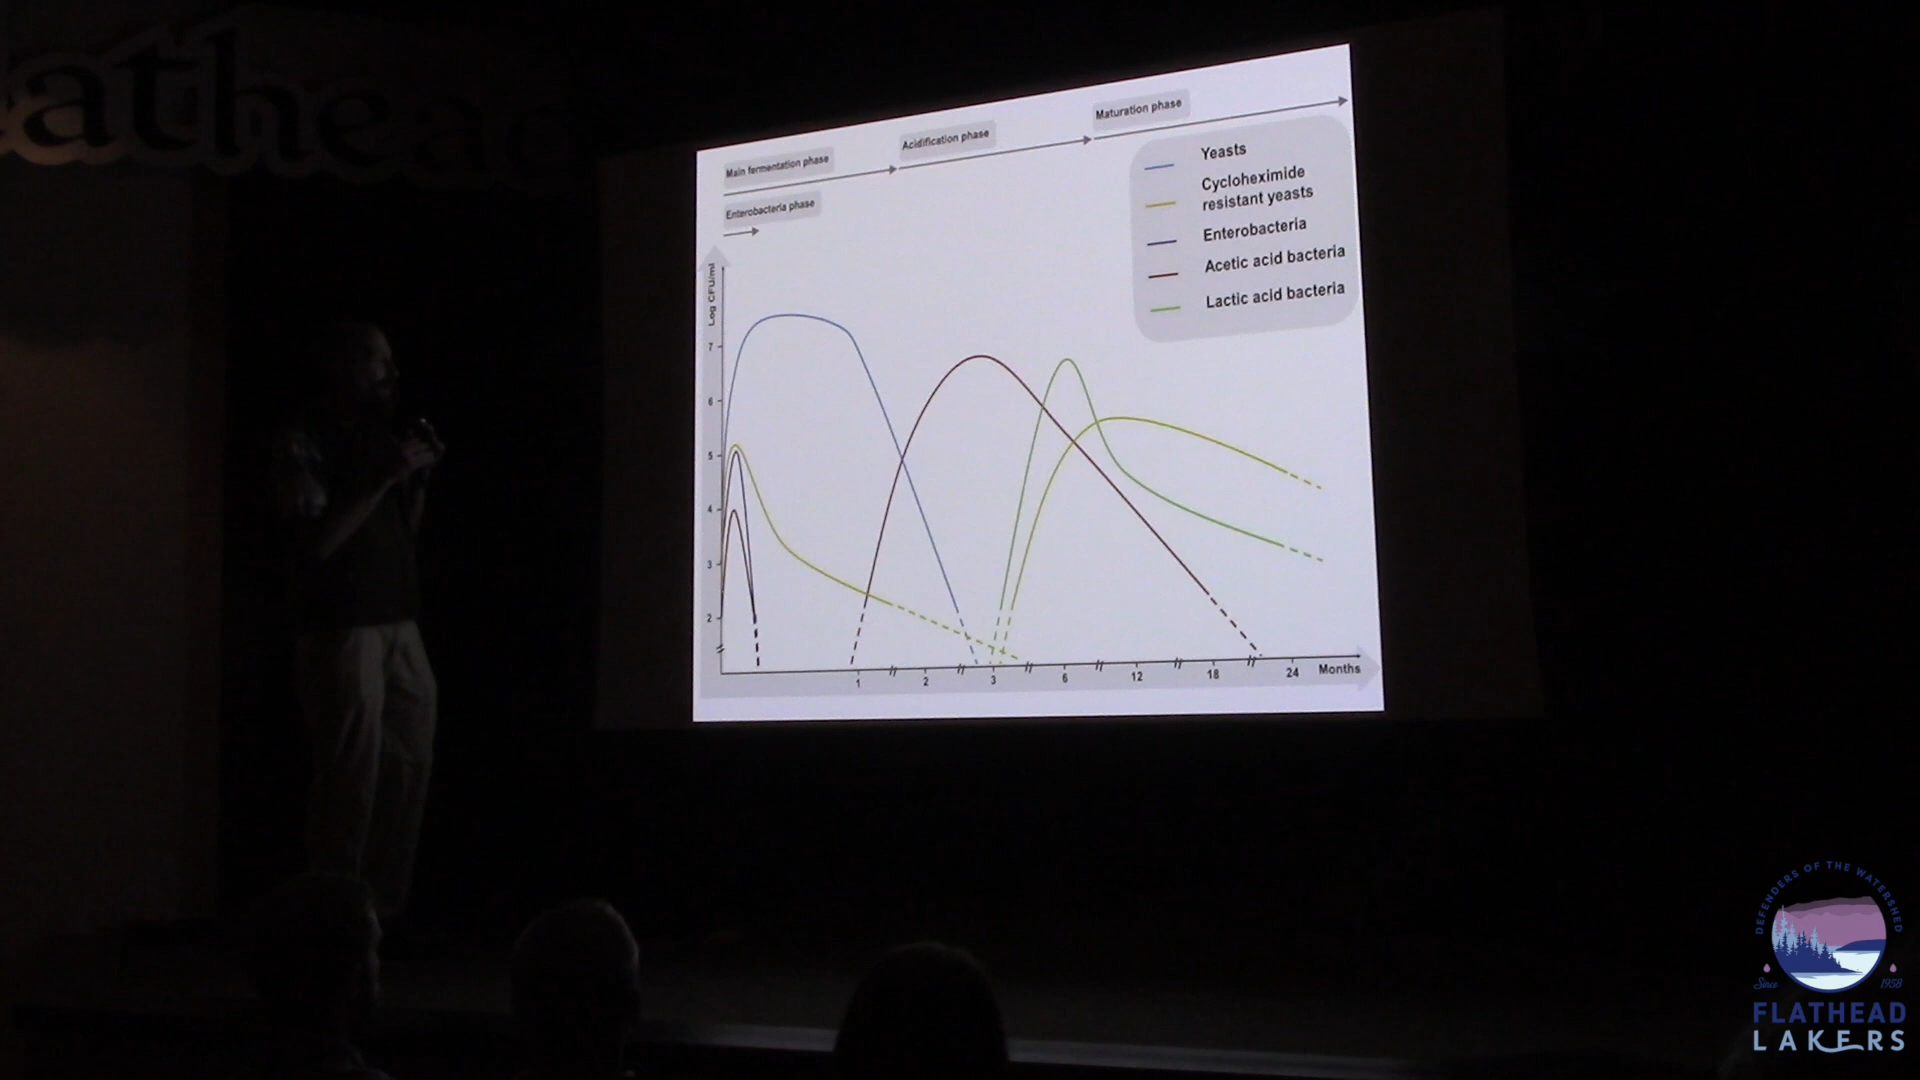 athead
Maturation phase
Acidification phase
Main fermentation phase
Enterobacteria phase
Yeasts
Cycloheximide
resistant yeasts
Enterobacteria
Acetic acid bacteria
Lactic acid bacteria
Log CFU/ml
7
6
5
4
3
2
1 2 3 6 12 18 24 Months
DEFENDERS OF THE WATERSHED
Since 1958
FLATHEAD
LAKERS